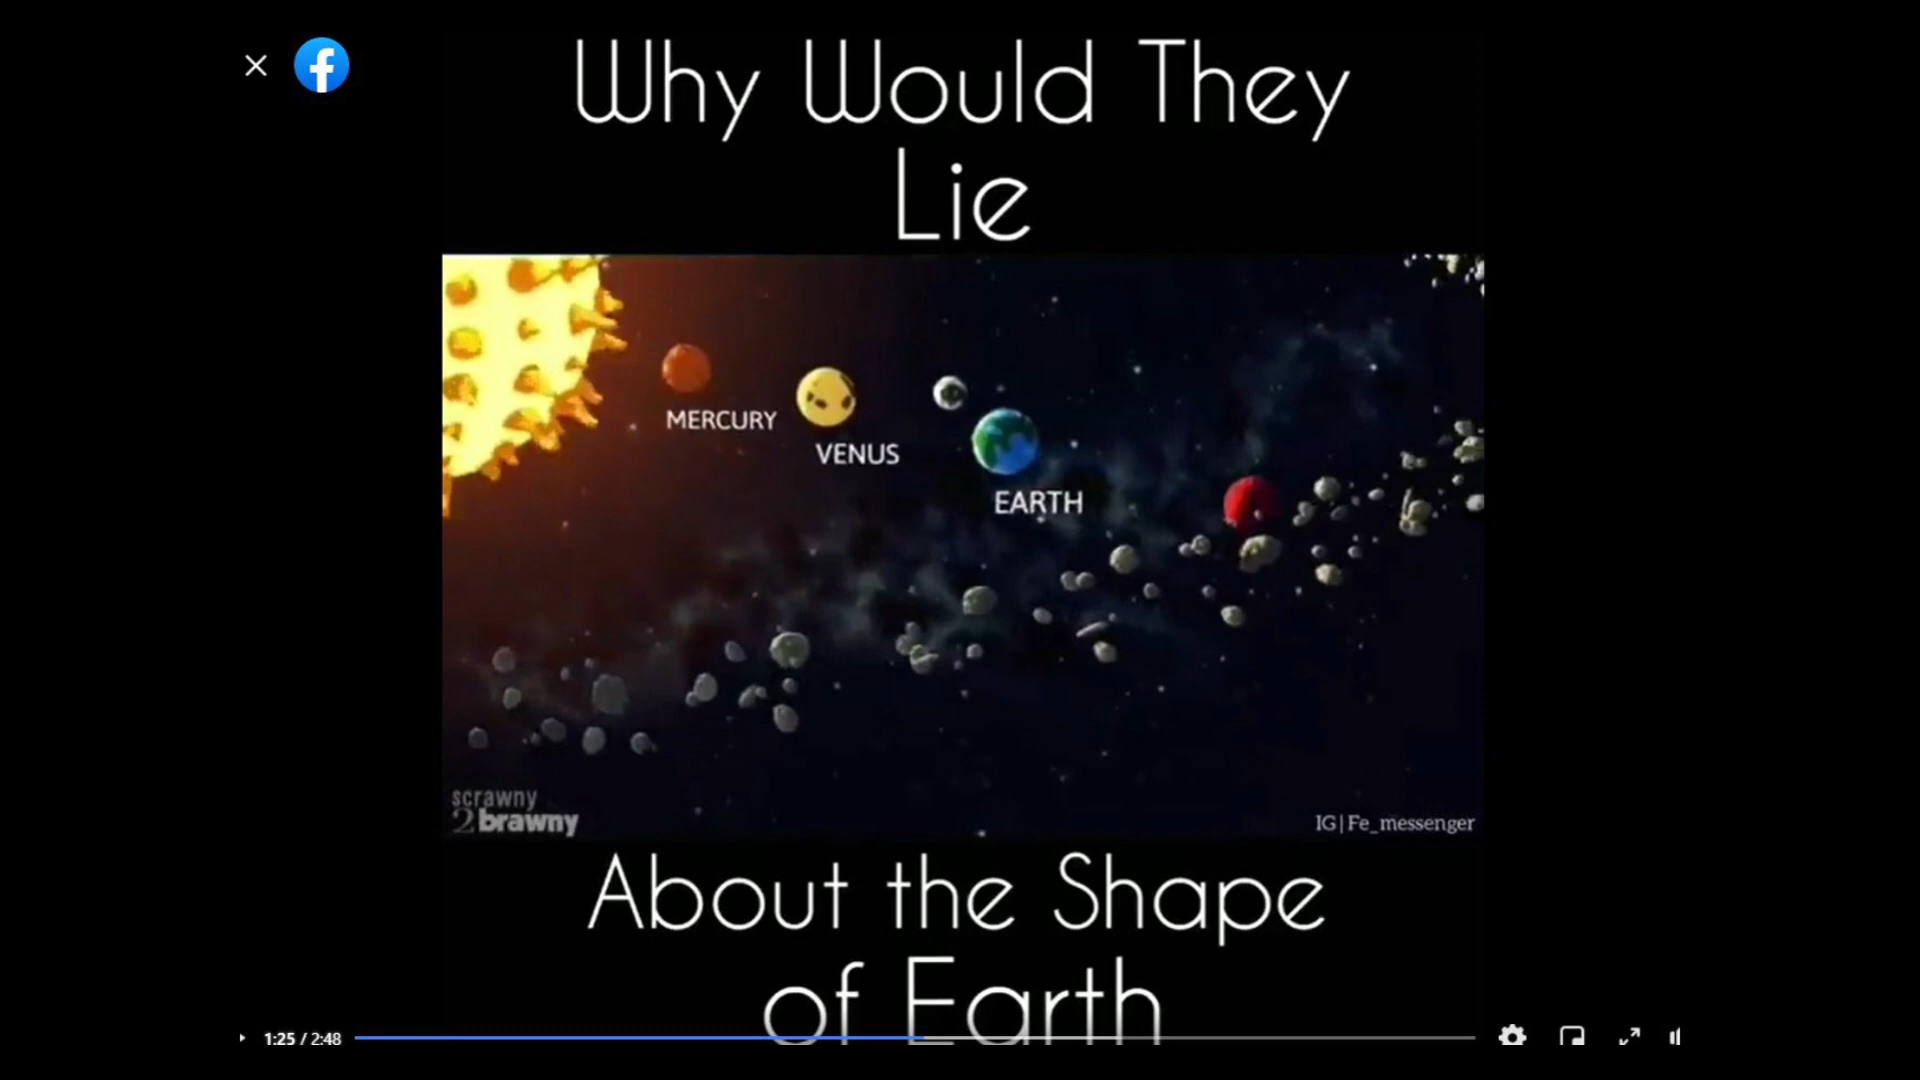 Why Would They
Lie
MERCURY
VENUS
EARTH
scrawny
2 brawny
IG|Fe_messenger
About the Shape
of Earth
1:25 / 2:48